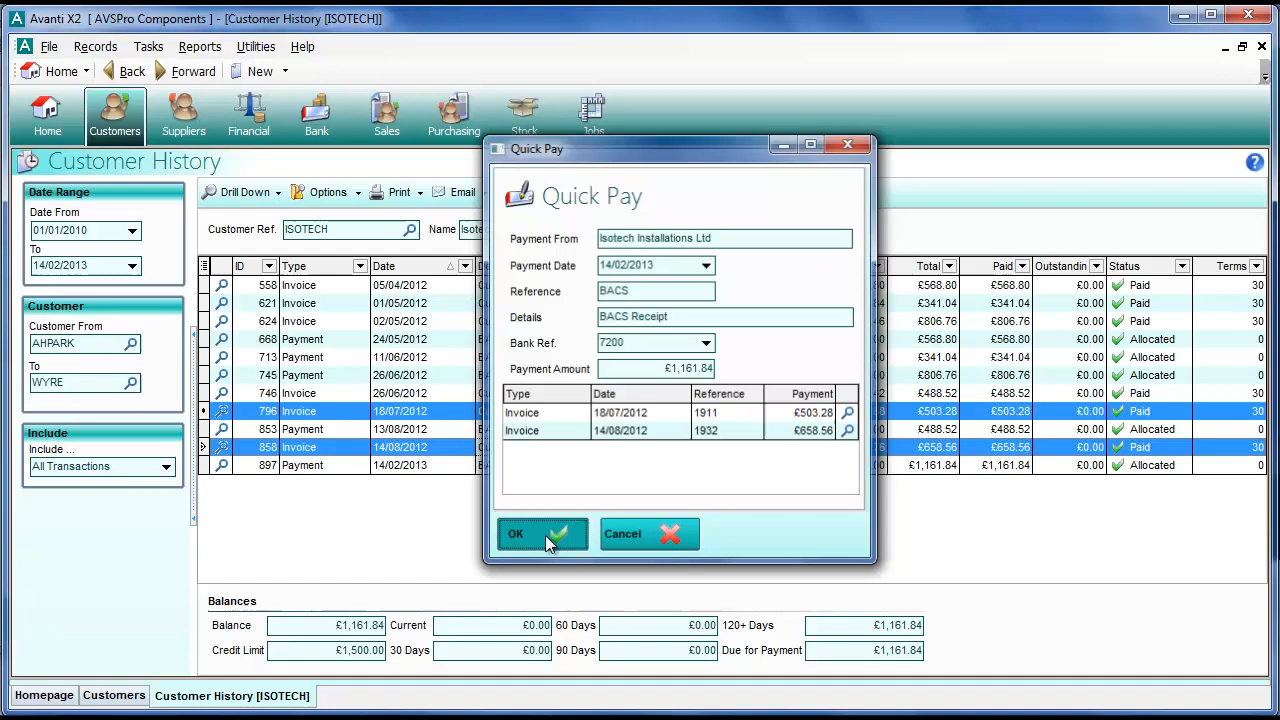 Avanti X2 [ AVSPro Components ] - [Customer History [ISOTECH]]
File Records Tasks Reports Utilities Help
Home Back Forward New
Home Customers Suppliers Financial Bank Sales Purchasing Stock Jobs
Customer History
Date Range
Date From
01/01/2010
To
14/02/2013
Customer
Customer From
AHPARK
To
WYRE
Include
Include ...
All Transactions
Drill Down Options Print Email
Customer Ref. ISOTECH Name
ID Type Date Total Paid Outstandin Status Terms
558 Invoice 05/04/2012 £568.80 £568.80 £0.00 Paid 30
621 Invoice 01/05/2012 £341.04 £341.04 £0.00 Paid 30
624 Invoice 02/05/2012 £806.76 £806.76 £0.00 Paid 30
668 Payment 24/05/2012 £568.80 £568.80 £0.00 Allocated 0
713 Payment 11/06/2012 £341.04 £341.04 £0.00 Allocated 0
745 Payment 26/06/2012 £806.76 £806.76 £0.00 Allocated 0
746 Invoice 26/06/2012 £488.52 £488.52 £0.00 Paid 30
796 Invoice 18/07/2012 £503.28 £503.28 £0.00 Paid 30
853 Payment 13/08/2012 £488.52 £488.52 £0.00 Allocated 0
858 Invoice 14/08/2012 £658.56 £0.00 Paid 30
897 Payment 14/02/2013 £1,161.84 £1,161.84 £0.00 Allocated 0
Quick Pay
Quick Pay
Payment From Isotech Installations Ltd
Payment Date 14/02/2013
Reference BACS
Details BACS Receipt
Bank Ref. 7200
Payment Amount £1,161.84
Type Date Reference Payment
Invoice 18/07/2012 1911 £503.28
Invoice 14/08/2012 1932 £658.56
OK Cancel
Balances
Balance £1,161.84 Current £0.00 60 Days £0.00 120+ Days £1,161.84
Credit Limit £1,500.00 30 Days £0.00 90 Days £0.00 Due for Payment £1,161.84
Homepage Customers Customer History [ISOTECH]